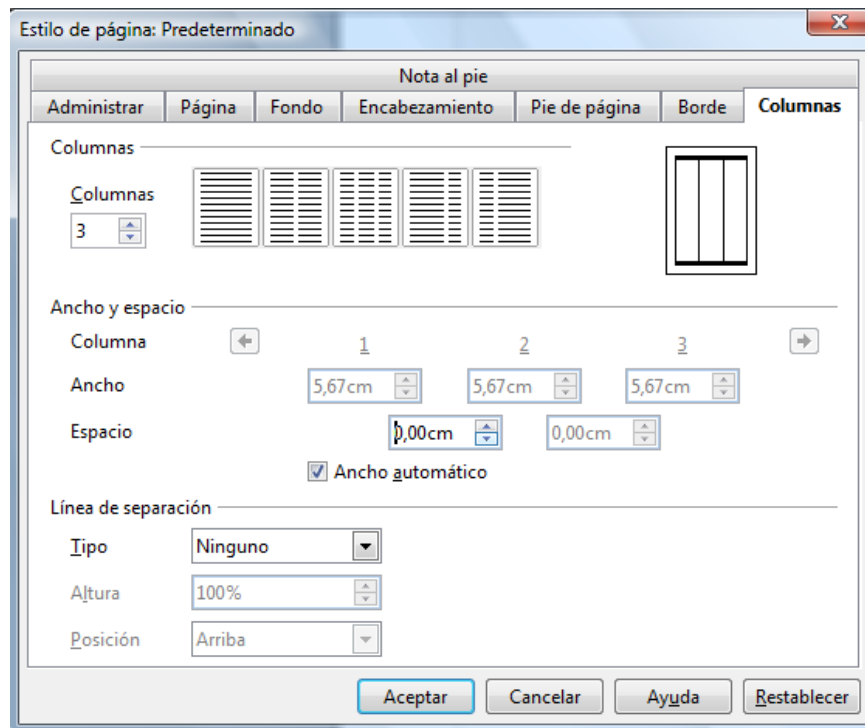 Estilo de página: Predeterminado
Nota al pie
Administrar Página Fondo Encabezamiento Pie de página Borde Columnas
Columnas
Columnas
3
Ancho y espacio
Columna 1 2 3
Ancho 5,67cm 5,67cm 5,67cm
Espacio 0,00cm 0,00cm
Ancho automático
Línea de separación
Tipo Ninguno
Altura 100%
Posición Arriba
Aceptar Cancelar Ayuda Restablecer